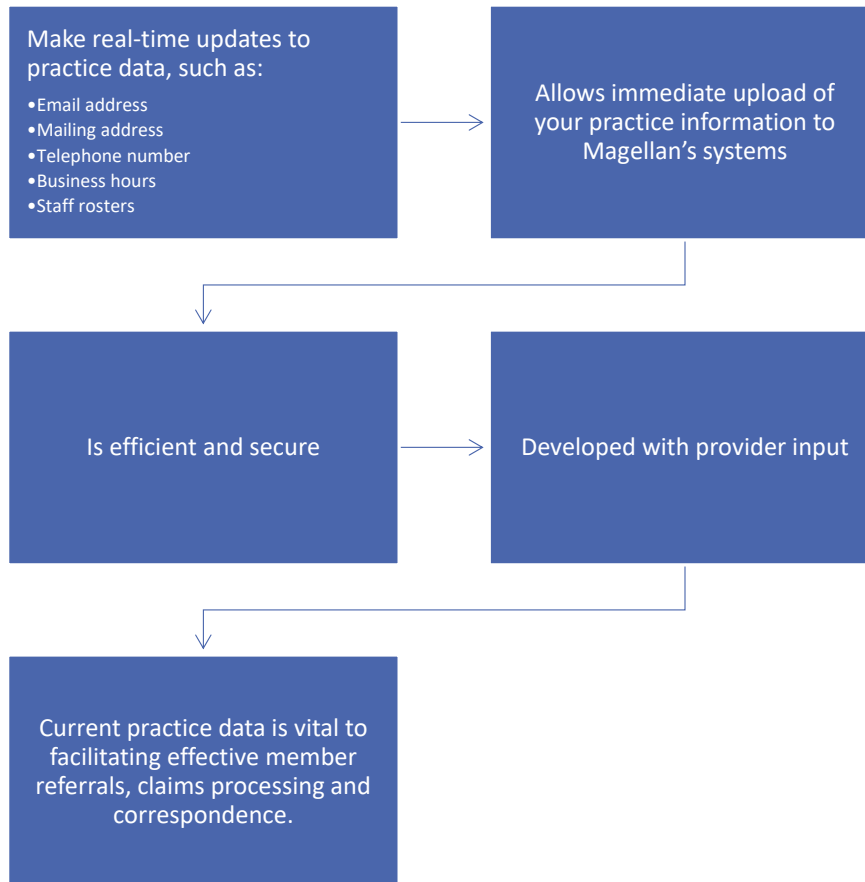 Make real-time updates to
practice data, such as:
•Email address
•Mailing address
•Telephone number
•Business hours
•Staff rosters
Allows immediate upload of
your practice information to
Magellan’s systems
Is efficient and secure
Developed with provider input
Current practice data is vital to
facilitating effective member
referrals, claims processing and
correspondence.